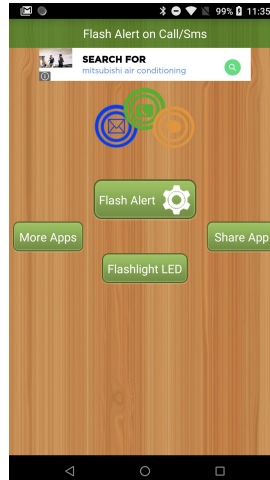 99% 11:35
Flash Alert on Call/Sms
SEARCH FOR
mitsubishi air conditioning
Flash Alert
More Apps
Share App
Flashlight LED